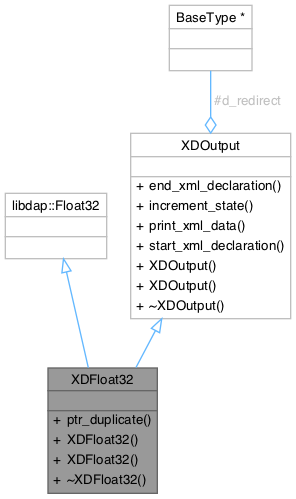 BaseType *
#d_redirect
XDOutput
+ end_xml_declaration()
+ increment_state()
+ print_xml_data()
+ start_xml_declaration()
+ XDOutput()
+ XDOutput()
+ ~XDOutput()
libdap::Float32
XDFloat32
+ ptr_duplicate()
+ XDFloat32()
+ XDFloat32()
+ ~XDFloat32()